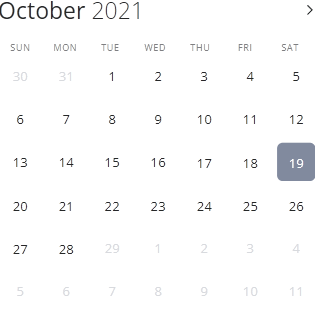 October 2021
SUN MON TUE WED THU FRI SAT
30 31 1 2 3 4 5
6 7 8 9 10 11 12
13 14 15 16 17 18 19
20 21 22 23 24 25 26
27 28 29 1 2 3 4
5 6 7 8 9 10 11